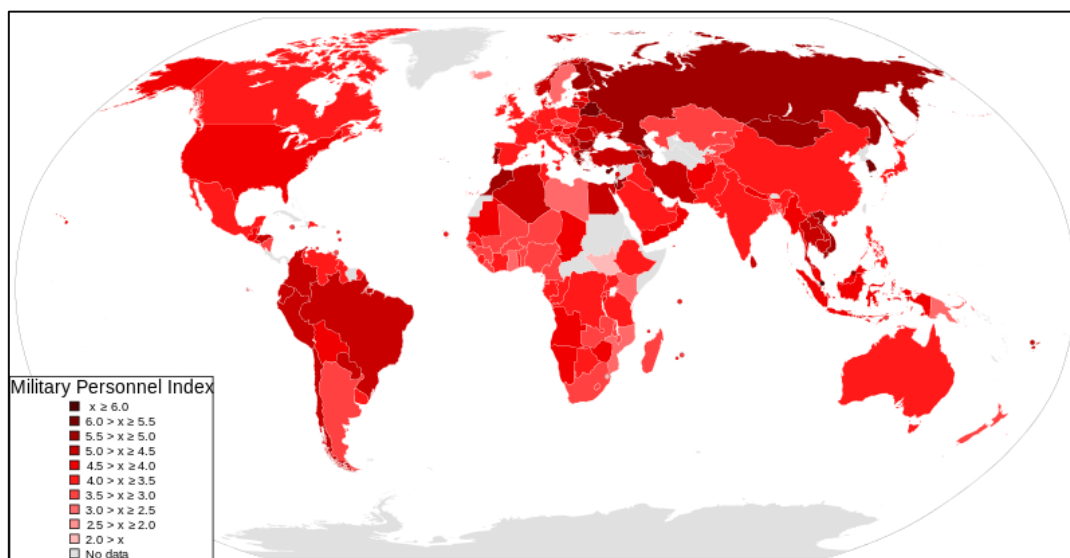 Military Personnel Index
x ≥ 6.0
6.0 > x ≥ 5.5
5.5 > x ≥ 5.0
5.0 > x ≥ 4.5
4.5 > x ≥ 4.0
4.0 > x ≥ 3.5
3.5 > x ≥ 3.0
3.0 > x ≥ 2.5
2.5 > x ≥ 2.0
2.0 > x
No data